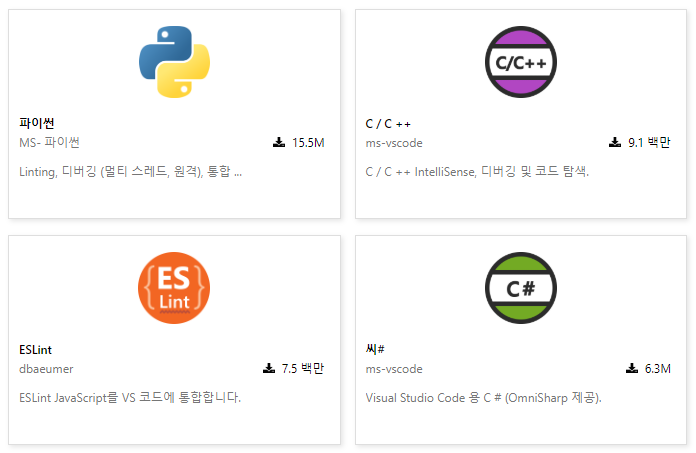 파이썬
MS- 파이썬 15.5M
Linting, 디버깅 (멀티 스레드, 원격), 통합 ...
C/C++
C / C ++
ms-vscode 9.1 백만
C / C ++ IntelliSense, 디버깅 및 코드 탐색.
{ES}
Lint
ESLint
dbaeumer 7.5 백만
ESLint JavaScript를 VS 코드에 통합합니다.
C#
씨#
ms-vscode 6.3M
Visual Studio Code 용 C # (OmniSharp 제공).